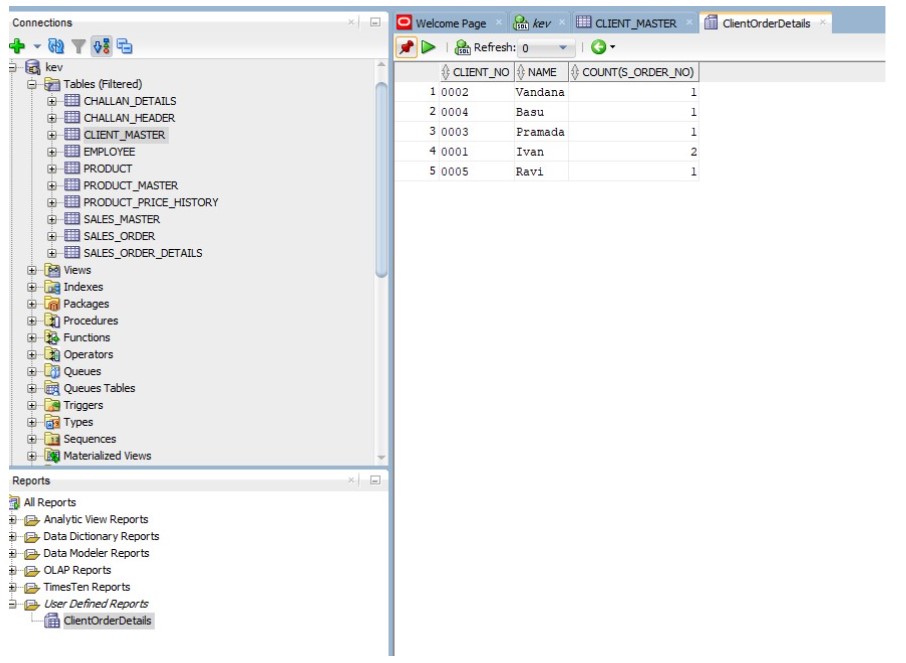 Connections
kev
Tables (Filtered)
CHALLAN_DETAILS
CHALLAN_HEADER
CLIENT_MASTER
EMPLOYEE
PRODUCT
PRODUCT_MASTER
PRODUCT_PRICE_HISTORY
SALES_MASTER
SALES_ORDER
SALES_ORDER_DETAILS
Views
Indexes
Packages
Procedures
Functions
Operators
Queues
Queues Tables
Triggers
Types
Sequences
Materialized Views
Reports
All Reports
Analytic View Reports
Data Dictionary Reports
Data Modeler Reports
OLAP Reports
TimesTen Reports
User Defined Reports
ClientOrderDetails
Welcome Page kev CLIENT_MASTER ClientOrderDetails
Refresh: 0
CLIENT_NO NAME COUNT(S_ORDER_NO)
1 0002 Vandana 1
2 0004 Basu 1
3 0003 Pramada 1
4 0001 Ivan 2
5 0005 Ravi 1